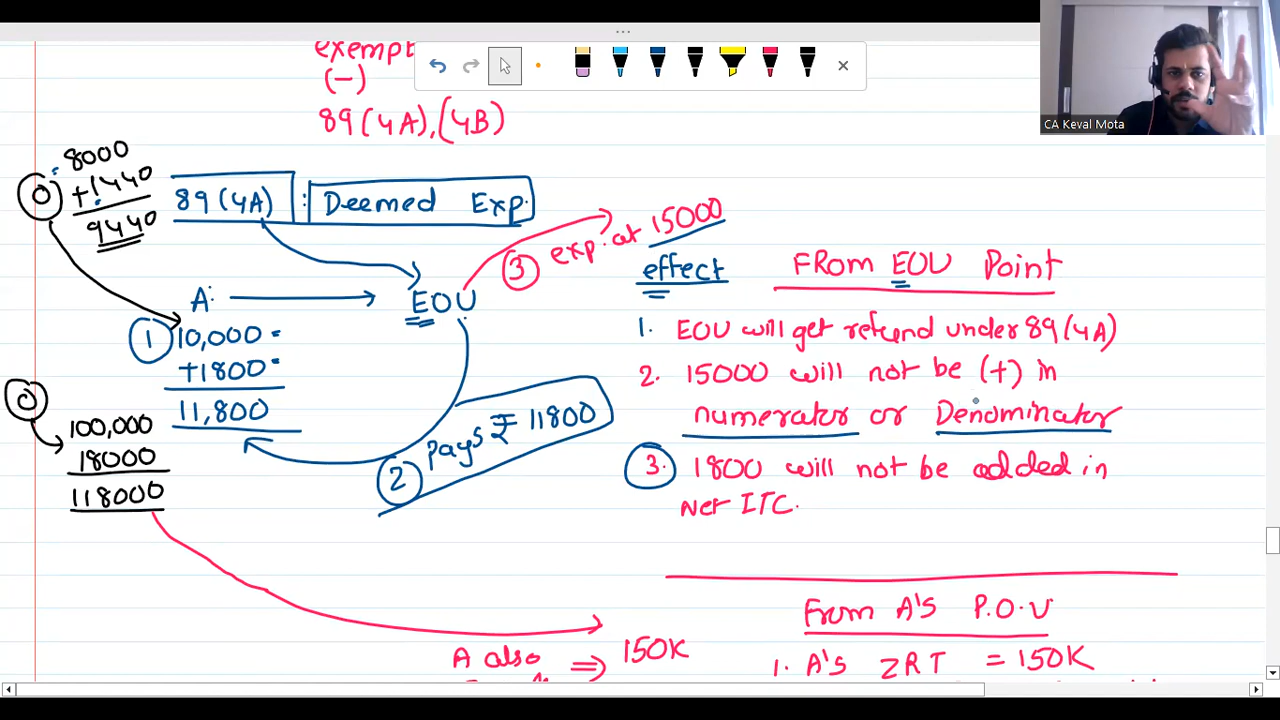 exempt
(-)
89(4A),(4B)
CA Keval Mota
8000
+1440
9440
0
89(4A) : Deemed Exp.
3 exp. at 15000
A:
EOU
1 10,000
+1800
11,800
2 Pays ₹ 11800
0
100,000
18000
118000
effect
FRom EOU Point
1. EOU will get refund under 89(4A)
2. 15000 will not be (+) in
numerator or Denominator
3. 1800 will not be added in
Net ITC.
From A's P.O.V
A also ⇒ 150K
1. A's ZRT = 150K